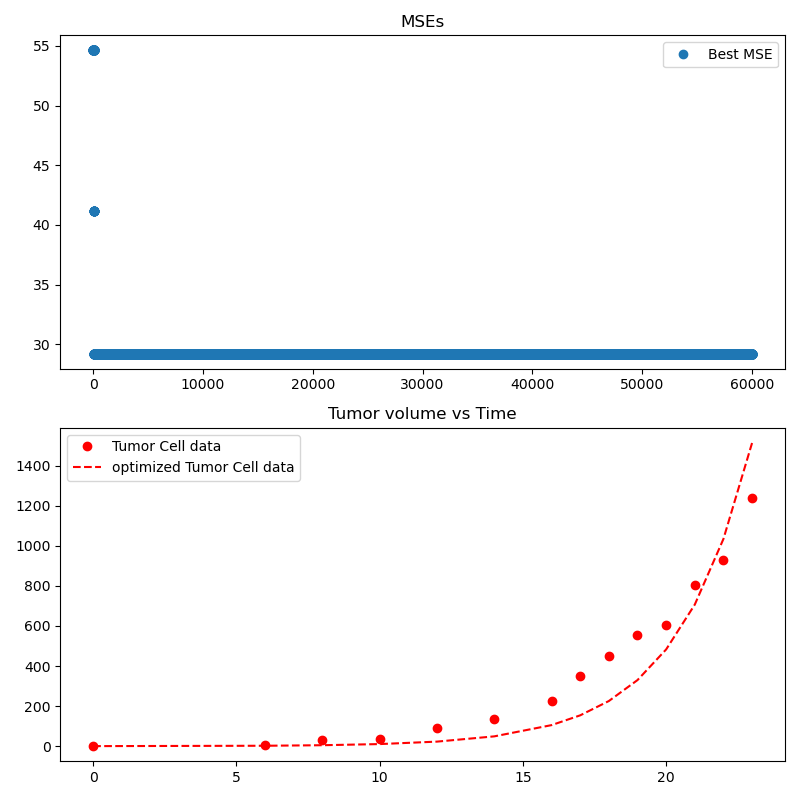 MSEs
55
50
45
40
35
30
Best MSE
0 10000 20000 30000 40000 50000 60000
Tumor volume vs Time
1400
1200
1000
800
600
400
200
0
Tumor Cell data
optimized Tumor Cell data
0 5 10 15 20